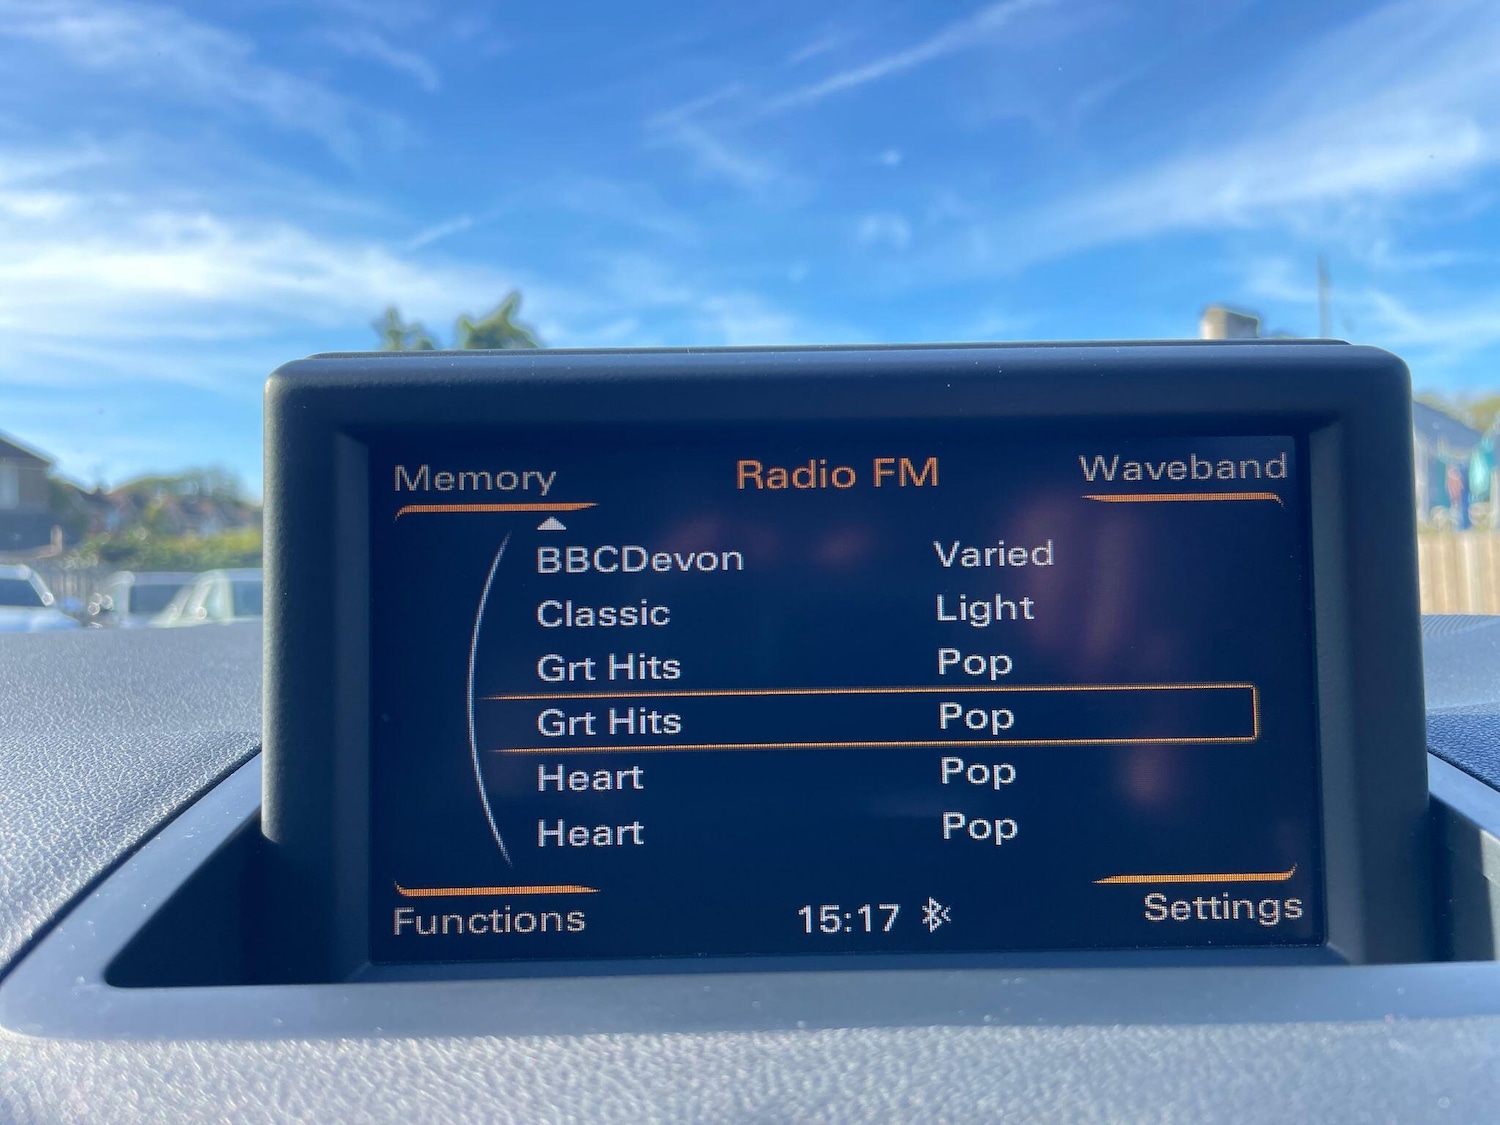 Memory Radio FM Waveband
BBCDevon Varied
Classic Light
Grt Hits Pop
Grt Hits Pop
Heart Pop
Heart Pop
Functions 15:17 Settings